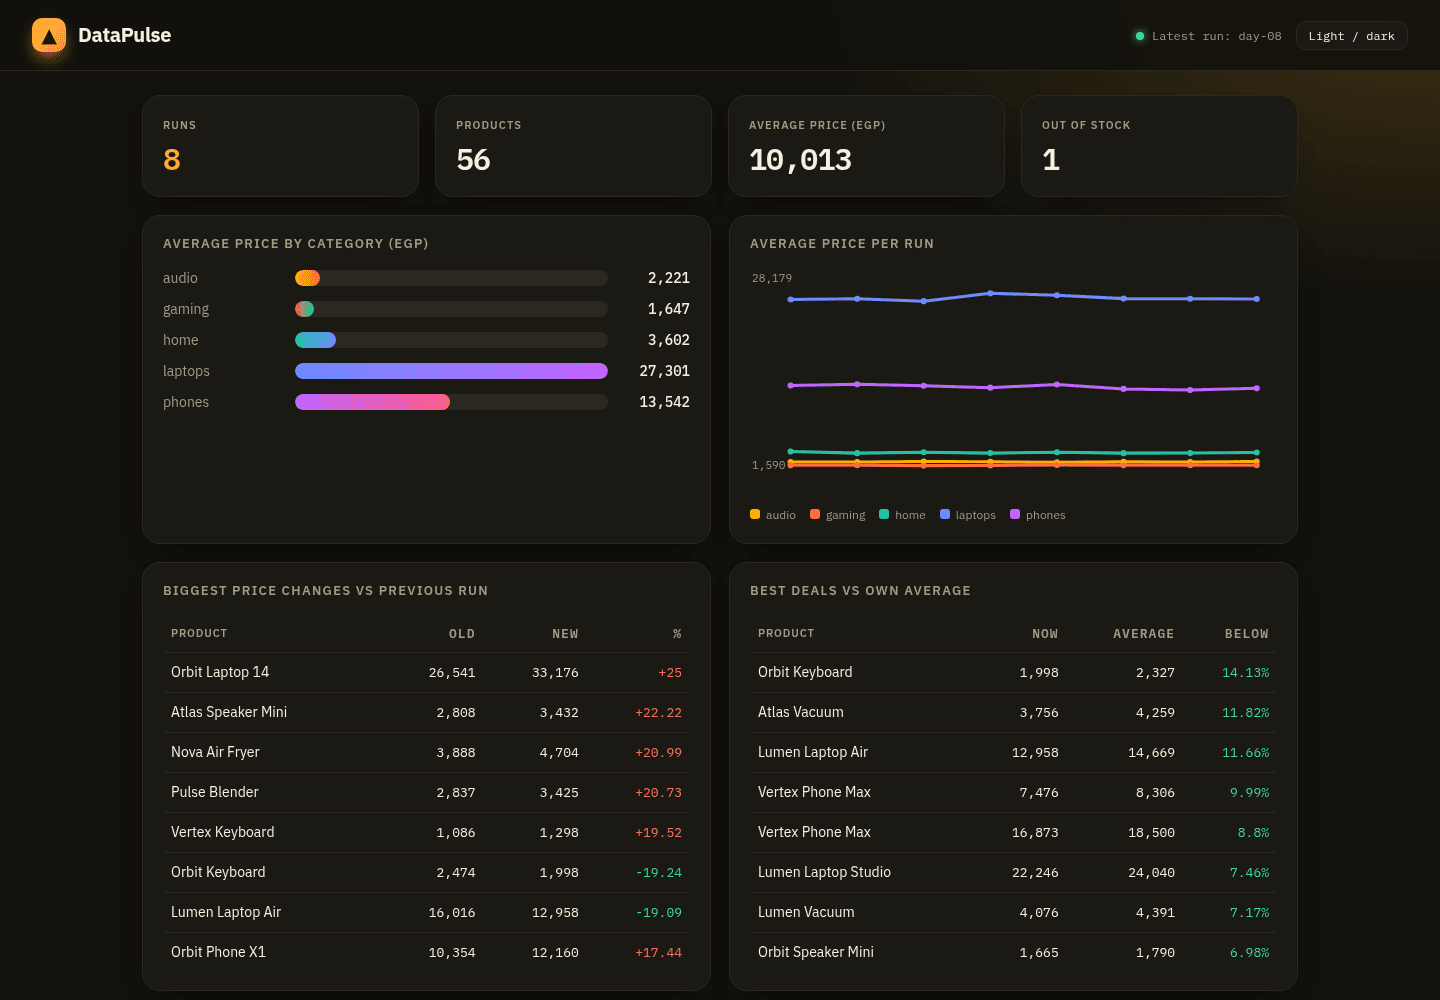 DataPulse
Latest run: day-08
Light / dark
RUNS
8
PRODUCTS
56
AVERAGE PRICE (EGP)
10,013
OUT OF STOCK
1
AVERAGE PRICE BY CATEGORY (EGP)
audio 2,221
gaming 1,647
home 3,602
laptops 27,301
phones 13,542
AVERAGE PRICE PER RUN
28,179
1,590
audio gaming home laptops phones
BIGGEST PRICE CHANGES VS PREVIOUS RUN
PRODUCT OLD NEW %
Orbit Laptop 14 26,541 33,176 +25
Atlas Speaker Mini 2,808 3,432 +22.22
Nova Air Fryer 3,888 4,704 +20.99
Pulse Blender 2,837 3,425 +20.73
Vertex Keyboard 1,086 1,298 +19.52
Orbit Keyboard 2,474 1,998 -19.24
Lumen Laptop Air 16,016 12,958 -19.09
Orbit Phone X1 10,354 12,160 +17.44
BEST DEALS VS OWN AVERAGE
PRODUCT NOW AVERAGE BELOW
Orbit Keyboard 1,998 2,327 14.13%
Atlas Vacuum 3,756 4,259 11.82%
Lumen Laptop Air 12,958 14,669 11.66%
Vertex Phone Max 7,476 8,306 9.99%
Vertex Phone Max 16,873 18,500 8.8%
Lumen Laptop Studio 22,246 24,040 7.46%
Lumen Vacuum 4,076 4,391 7.17%
Orbit Speaker Mini 1,665 1,790 6.98%